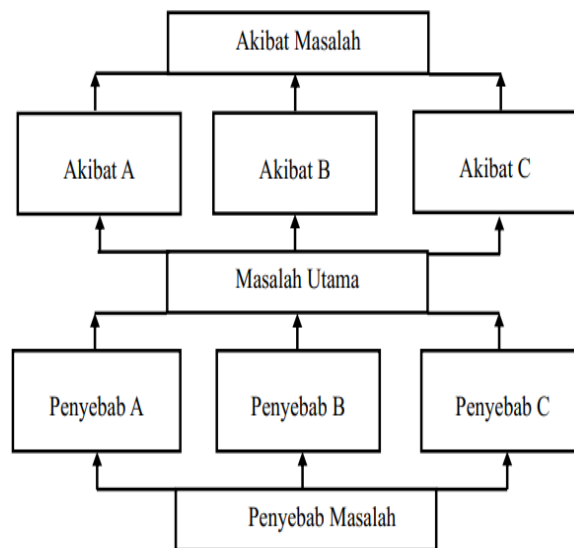 Akibat Masalah
Akibat A
Akibat B
Akibat C
Masalah Utama
Penyebab A
Penyebab B
Penyebab C
Penyebab Masalah